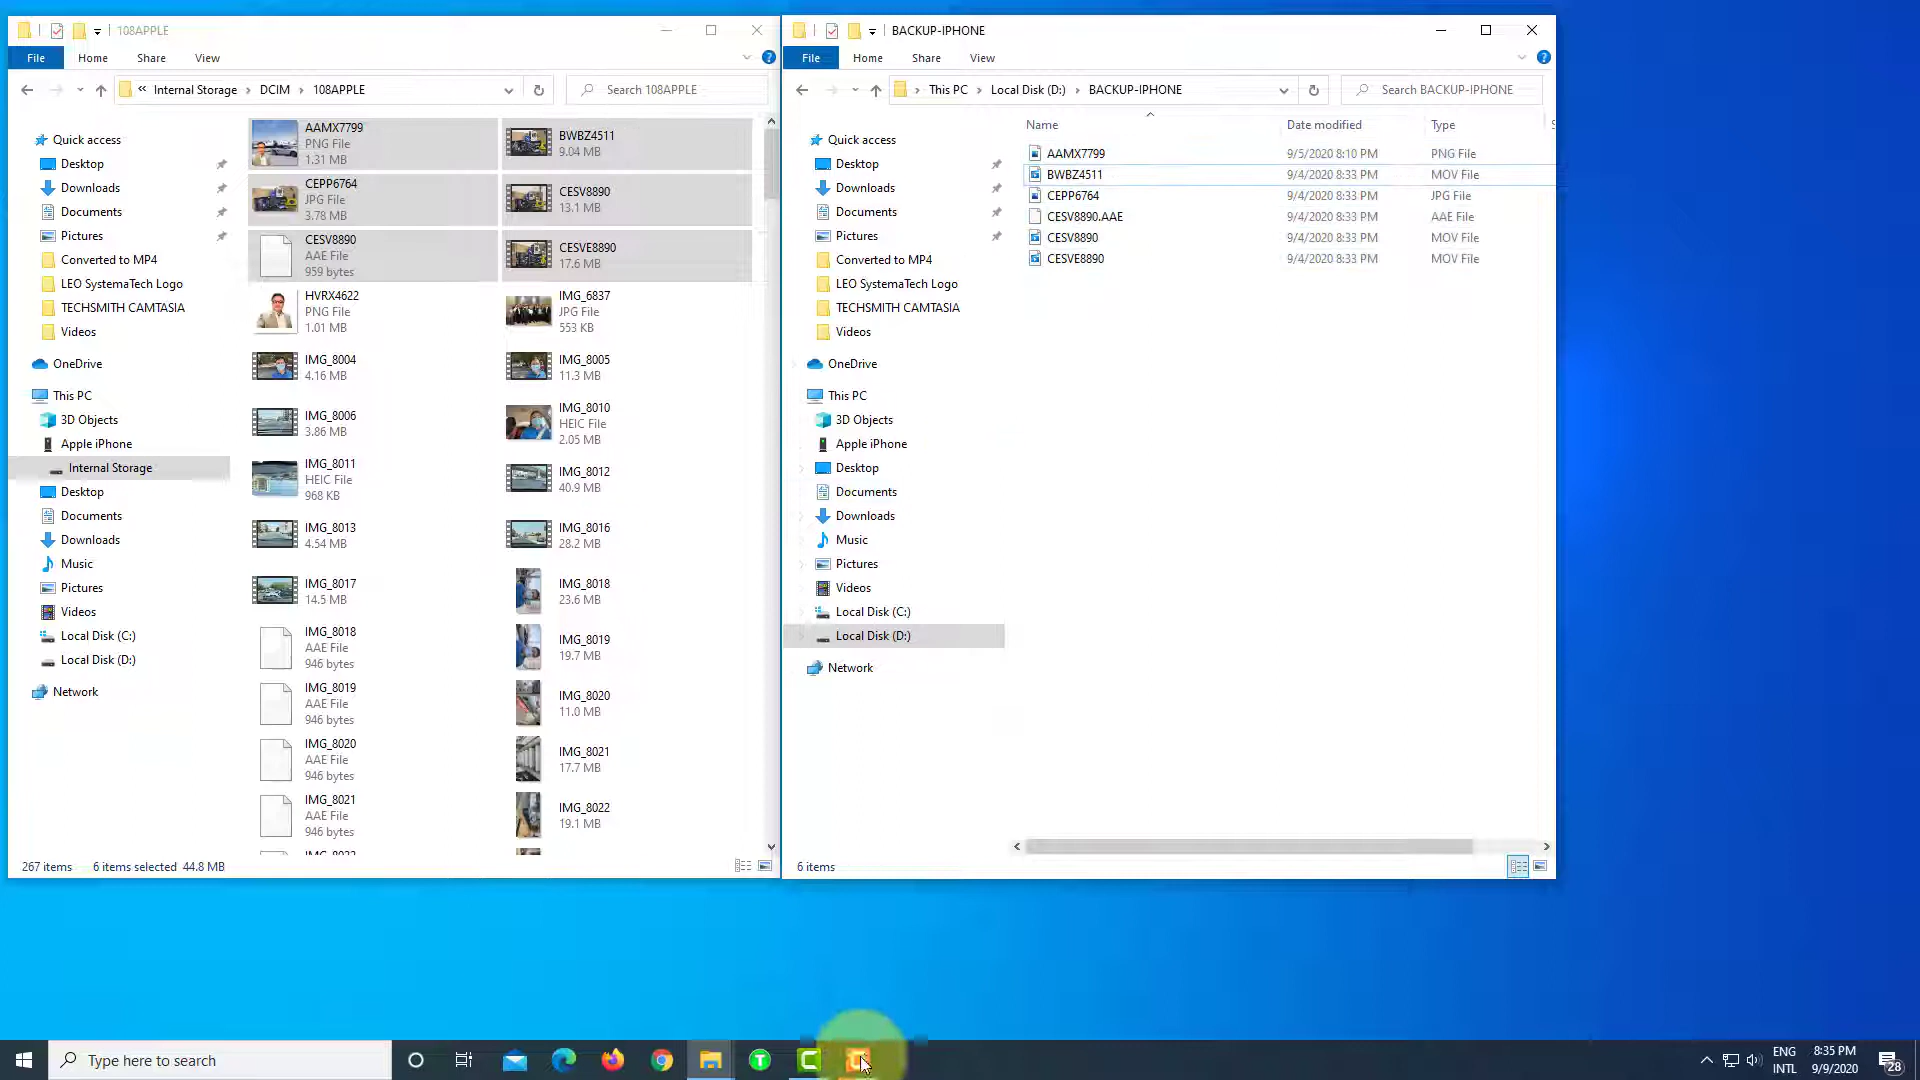 108APPLE
File Home Share View
« Internal Storage › DCIM › 108APPLE
Search 108APPLE
Quick access
Desktop
Downloads
Documents
Pictures
Converted to MP4
LEO SystemaTech Logo
TECHSMITH CAMTASIA
Videos
OneDrive
This PC
3D Objects
Apple iPhone
Internal Storage
Desktop
Documents
Downloads
Music
Pictures
Videos
Local Disk (C:)
Local Disk (D:)
Network
AAMX7799
PNG File
1.31 MB
BWBZ4511
9.04 MB
CEPP6764
JPG File
3.78 MB
CESV8890
13.1 MB
CESV8890
AAE File
959 bytes
CESVE8890
17.6 MB
HVRX4622
PNG File
1.01 MB
IMG_6837
JPG File
553 KB
IMG_8004
4.16 MB
IMG_8005
11.3 MB
IMG_8006
3.86 MB
IMG_8010
HEIC File
2.05 MB
IMG_8011
HEIC File
968 KB
IMG_8012
40.9 MB
IMG_8013
4.54 MB
IMG_8016
28.2 MB
IMG_8017
14.5 MB
IMG_8018
23.6 MB
IMG_8018
AAE File
946 bytes
IMG_8019
19.7 MB
IMG_8019
AAE File
946 bytes
IMG_8020
11.0 MB
IMG_8020
AAE File
946 bytes
IMG_8021
17.7 MB
IMG_8021
AAE File
946 bytes
IMG_8022
19.1 MB
267 items 6 items selected 44.8 MB
BACKUP-IPHONE
File Home Share View
› This PC › Local Disk (D:) › BACKUP-IPHONE
Search BACKUP-IPHONE
Quick access
Desktop
Downloads
Documents
Pictures
Converted to MP4
LEO SystemaTech Logo
TECHSMITH CAMTASIA
Videos
OneDrive
This PC
3D Objects
Apple iPhone
Desktop
Documents
Downloads
Music
Pictures
Videos
Local Disk (C:)
Local Disk (D:)
Network
Name Date modified Type
AAMX7799 9/5/2020 8:10 PM PNG File
BWBZ4511 9/4/2020 8:33 PM MOV File
CEPP6764 9/4/2020 8:33 PM JPG File
CESV8890.AAE 9/4/2020 8:33 PM AAE File
CESV8890 9/4/2020 8:33 PM MOV File
CESVE8890 9/4/2020 8:33 PM MOV File
6 items
Type here to search
ENG
INTL
8:35 PM
9/9/2020
28